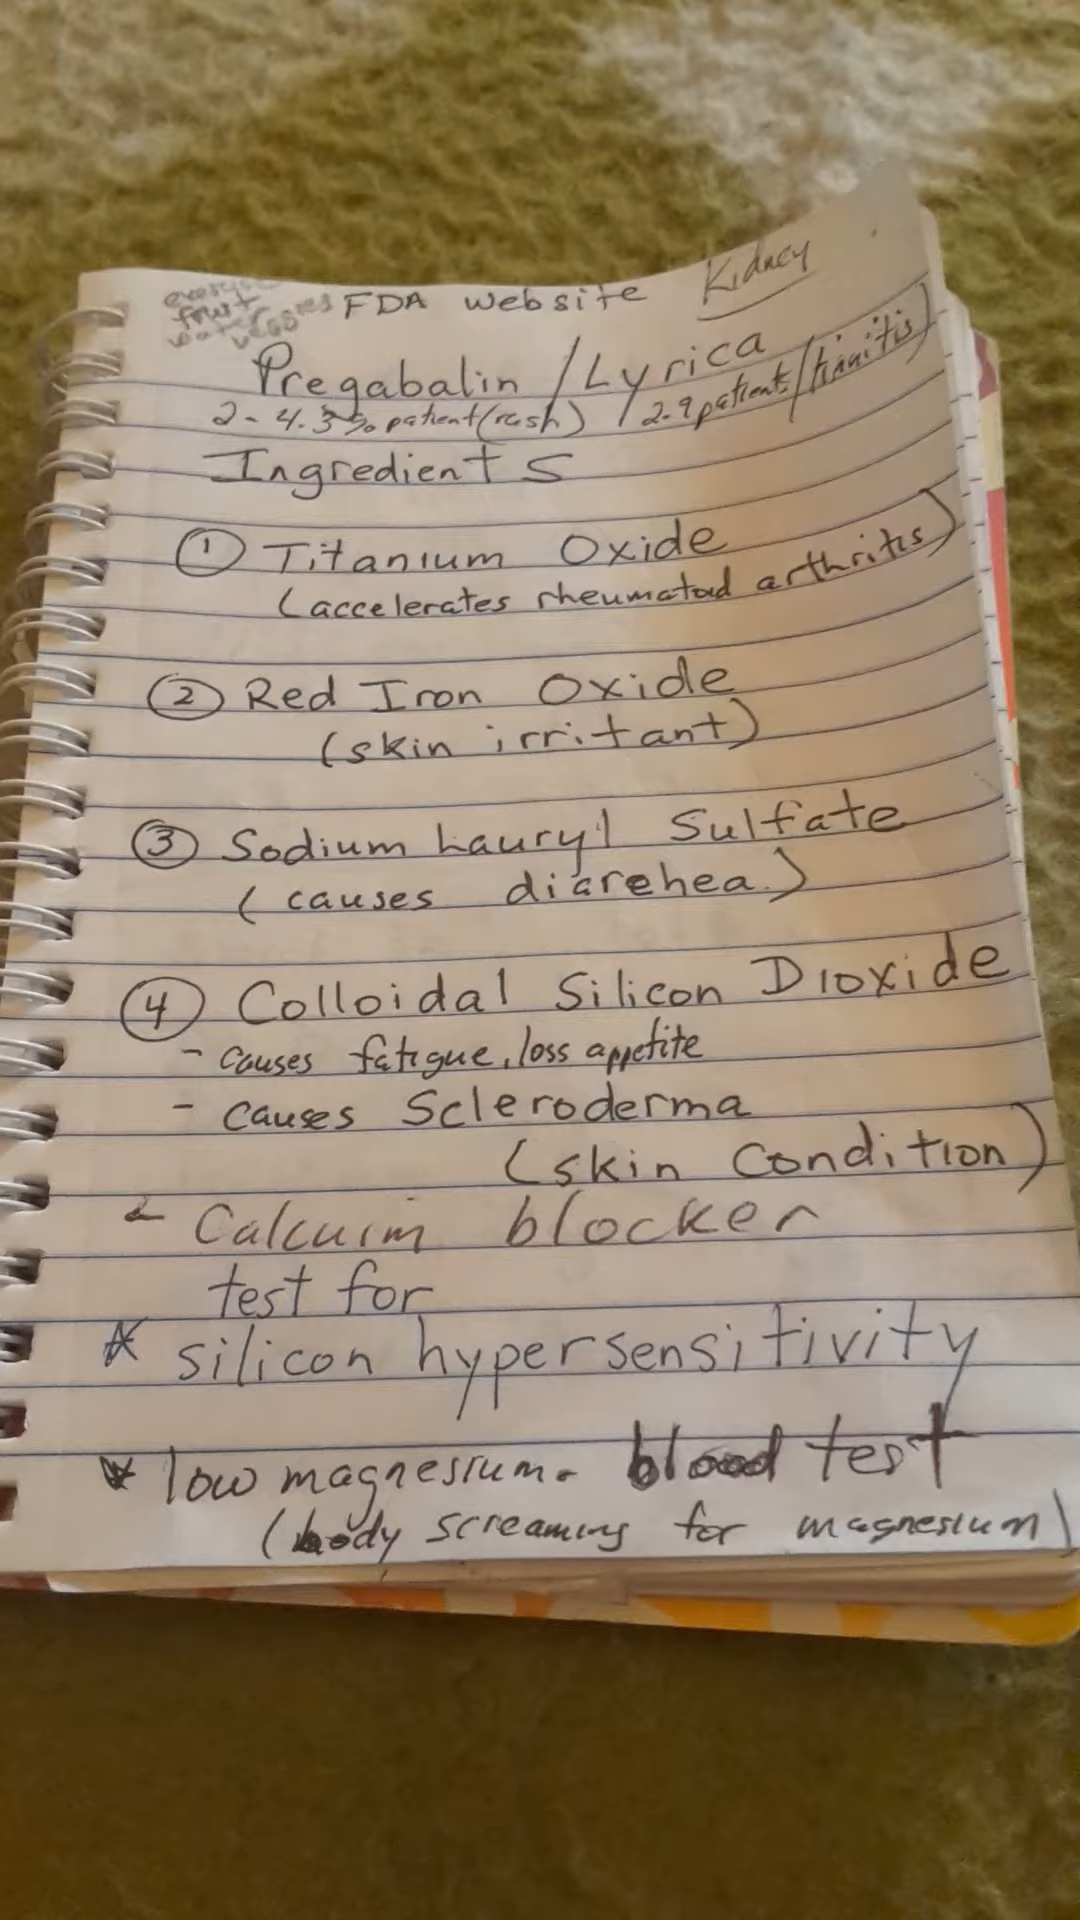 Kidney
FDA website
Pregabalin / Lyrica
2-4.3% patient (rash) / 2-9 patient / tinnitis)
Ingredients
① Titanium Oxide
(accelerates rheumatoid arthritis)
② Red Iron Oxide
(skin irritant)
③ Sodium Lauryl Sulfate
(causes diarehea.)
④ Colloidal Silicon Dioxide
- causes fatigue, loss appetite
- causes Scleroderma
(skin condition)
- Calcuim blocker
test for
* silicon hypersensitivity
* low magnesium. blood test
(body screaming for magnesium)